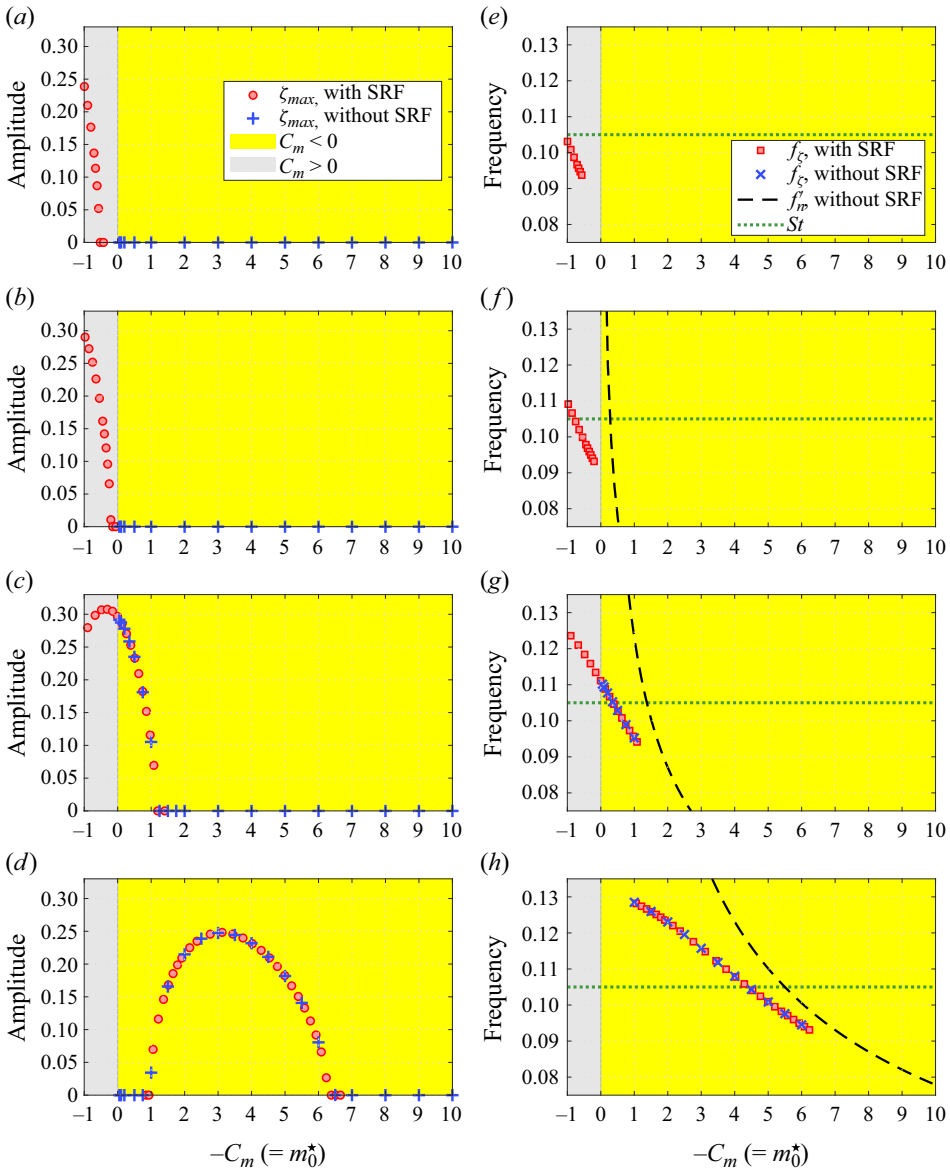 (a)
0.30
0.25
0.20
0.15
0.10
0.05
0
Amplitude
ζmax, with SRF
ζmax, without SRF
Cm < 0
Cm > 0
–1 0 1 2 3 4 5 6 7 8 9 10
(e)
0.13
0.12
0.11
0.10
0.09
0.08
Frequency
fζ, with SRF
fζ, without SRF
f′n, without SRF
St
–1 0 1 2 3 4 5 6 7 8 9 10
(b)
0.30
0.25
0.20
0.15
0.10
0.05
0
Amplitude
–1 0 1 2 3 4 5 6 7 8 9 10
(f)
0.13
0.12
0.11
0.10
0.09
0.08
Frequency
–1 0 1 2 3 4 5 6 7 8 9 10
(c)
0.30
0.25
0.20
0.15
0.10
0.05
0
Amplitude
–1 0 1 2 3 4 5 6 7 8 9 10
(g)
0.13
0.12
0.11
0.10
0.09
0.08
Frequency
–1 0 1 2 3 4 5 6 7 8 9 10
(d)
0.30
0.25
0.20
0.15
0.10
0.05
0
Amplitude
–1 0 1 2 3 4 5 6 7 8 9 10
–Cm (= m0★)
(h)
0.13
0.12
0.11
0.10
0.09
0.08
Frequency
–1 0 1 2 3 4 5 6 7 8 9 10
–Cm (= m0★)